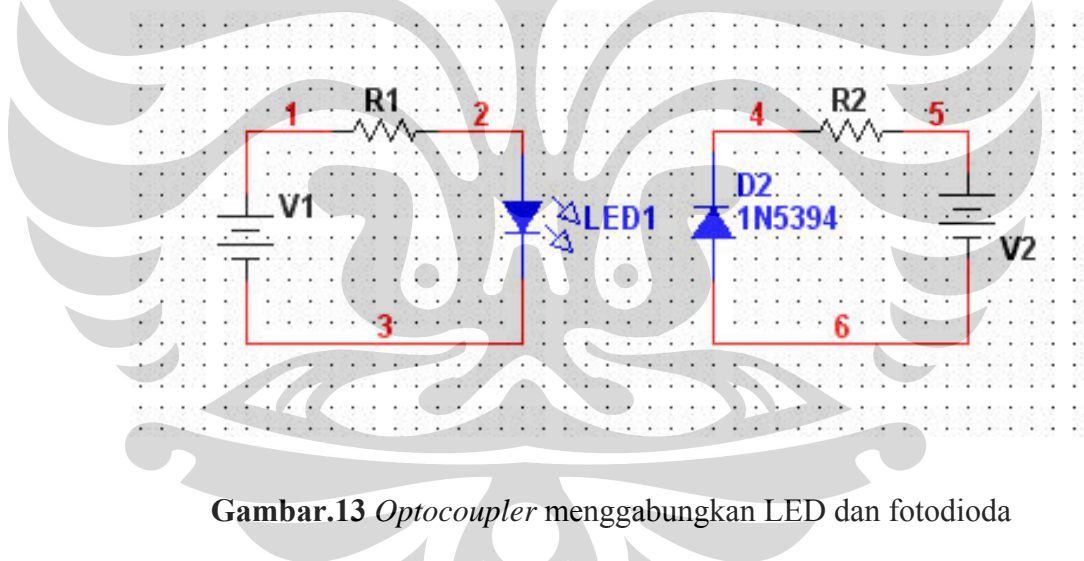 R1
R2
1
2
4
5
V1
LED1
D2
1N5394
V2
3
6
Gambar.13 Optocoupler menggabungkan LED dan fotodioda